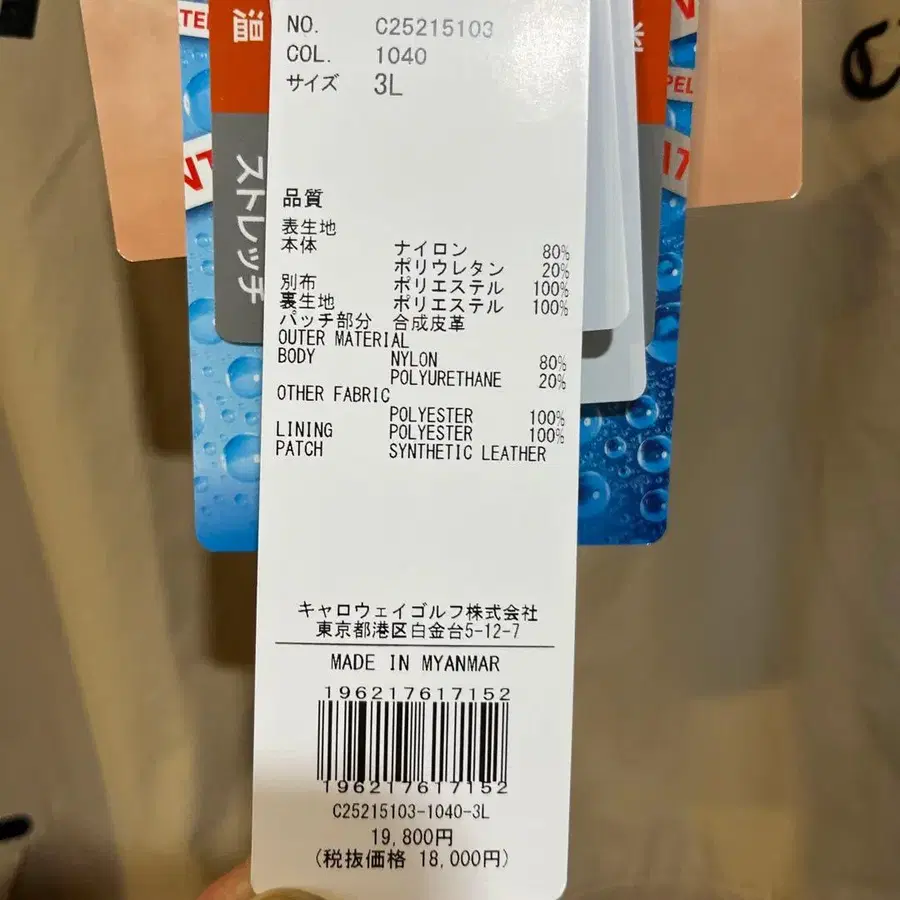 NO. C25215103
COL. 1040
サイズ 3L
ストレッチ
品質
表生地
本体 ナイロン 80%
ポリウレタン 20%
別布 ポリエステル 100%
裏生地 ポリエステル 100%
パッチ部分 合成皮革
OUTER MATERIAL
BODY NYLON 80%
POLYURETHANE 20%
OTHER FABRIC
POLYESTER 100%
LINING POLYESTER 100%
PATCH SYNTHETIC LEATHER
キャロウェイゴルフ株式会社
東京都港区白金台5-12-7
MADE IN MYANMAR
196217617152
196217617152
C25215103-1040-3L
19,800円
(税抜価格 18,000円)